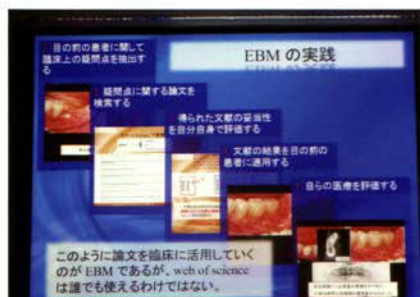 EBM の実践
目の前の患者に関して
臨床上の疑問点を抽出す
る
疑問点に関する論文を
検索する
得られた文献の妥当性
を自分自身で評価する
文献の結果を目の前の
患者に適用する
自らの医療を評価する
このように論文を臨床に活用していく
のが EBM であるが、web of science
は誰でも使えるわけではない。